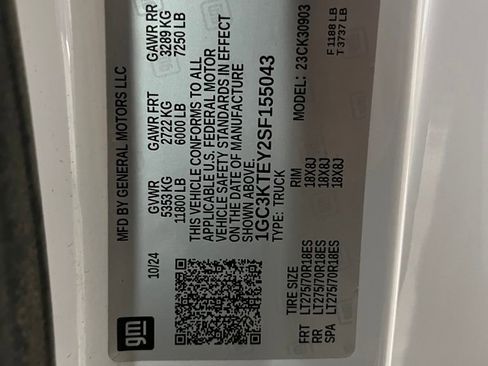 MFD BY GENERAL MOTORS LLC
10/24
GVWR GAWR FRT GAWR RR
5353 KG 2722 KG 3289 KG
11800 LB 6000 LB 7250 LB
THIS VEHICLE CONFORMS TO ALL
APPLICABLE U.S. FEDERAL MOTOR
VEHICLE SAFETY STANDARDS IN EFFECT
ON THE DATE OF MANUFACTURE
SHOWN ABOVE.
1GC3KTEY2SF155043
TYPE: TRUCK MODEL: 23CK30903
TIRE SIZE RIM
FRT LT275/70R18ES 18X8J F 1188 LB
RR LT275/70R18ES 18X8J T 3737 LB
SPA LT275/70R18ES 18X8J
gm